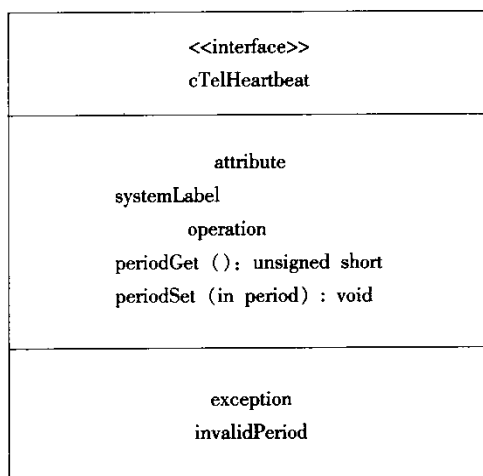 <<interface>>
cTelHeartbeat
attribute
systemLabel
operation
periodGet (): unsigned short
periodSet (in period) : void
exception
invalidPeriod